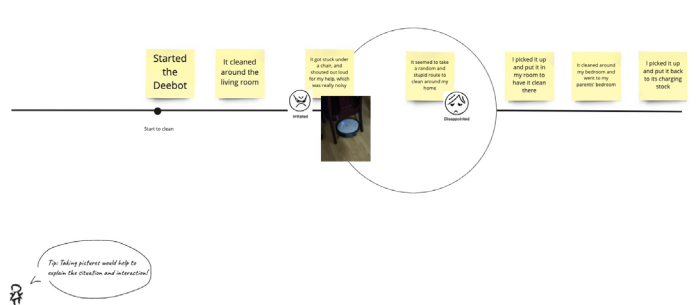 Started
the
Deebot
It cleaned
around the
living room
It got stuck under
a chair, and
shouted out loud
for my help, which
was really noisy
It seemed to take
a random and
stupid route to
clean around my
home
I picked it up
and put it in
my room to
have it clean
there
It cleaned around
my bedroom and
went to my
parents' bedroom
I picked it up
and put it back
to its charging
stack
Start to clean
Irritated
Disappointed
Tip: Taking pictures would help to
explain the situation and interaction!